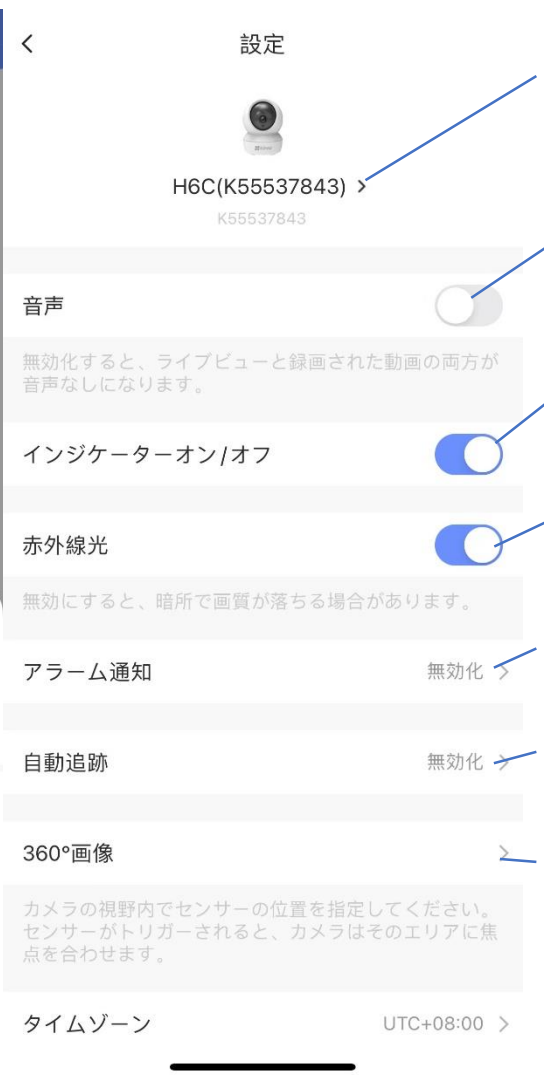 設定
H6C(K55537843)
K55537843
音声
無効化すると、ライブビューと録画された動画の両方が
音声なしになります。
インジケーターオン/オフ
赤外線光
無効にすると、暗所で画質が落ちる場合があります。
アラーム通知 無効化
自動追跡 無効化
360°画像
カメラの視野内でセンサーの位置を指定してください。
センサーがトリガーされると、カメラはそのエリアに焦
点を合わせます。
タイムゾーン UTC+08:00